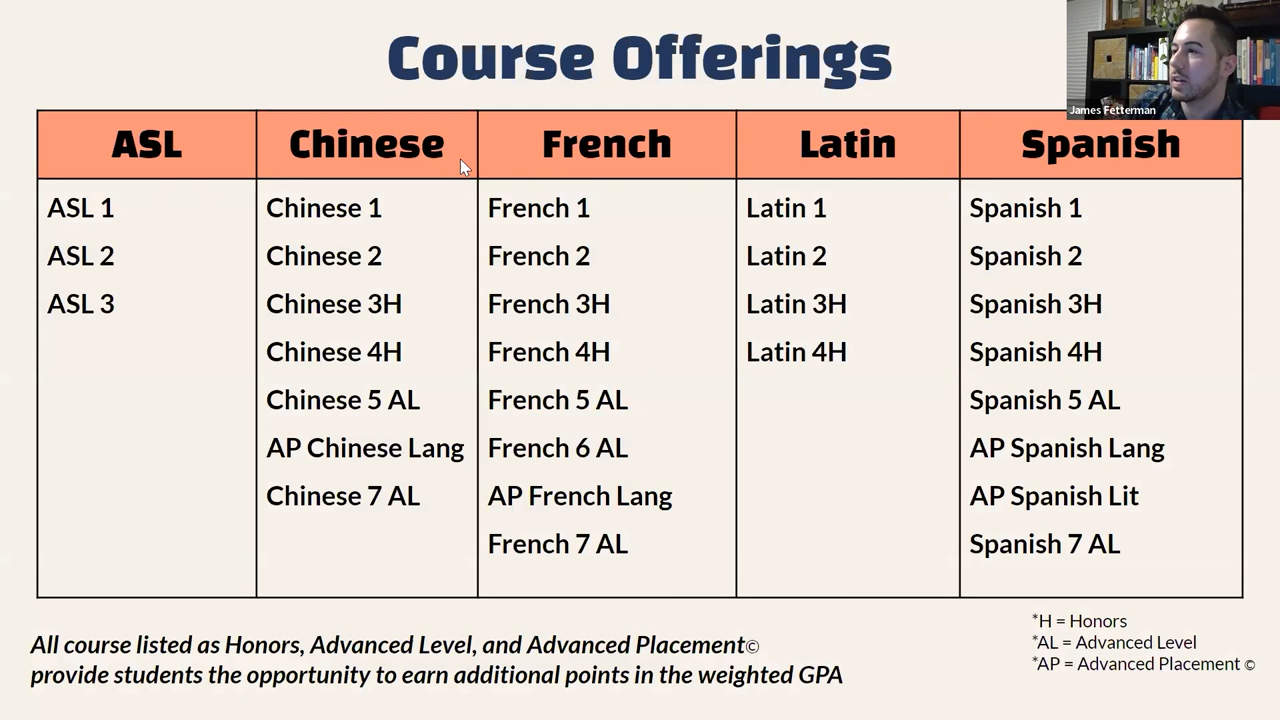 Course Offerings
James Fetterman
ASL
Chinese
French
Latin
Spanish
ASL 1
ASL 2
ASL 3
Chinese 1
Chinese 2
Chinese 3H
Chinese 4H
Chinese 5 AL
AP Chinese Lang
Chinese 7 AL
French 1
French 2
French 3H
French 4H
French 5 AL
French 6 AL
AP French Lang
French 7 AL
Latin 1
Latin 2
Latin 3H
Latin 4H
Spanish 1
Spanish 2
Spanish 3H
Spanish 4H
Spanish 5 AL
AP Spanish Lang
AP Spanish Lit
Spanish 7 AL
All course listed as Honors, Advanced Level, and Advanced Placement©
provide students the opportunity to earn additional points in the weighted GPA
*H = Honors
*AL = Advanced Level
*AP = Advanced Placement ©